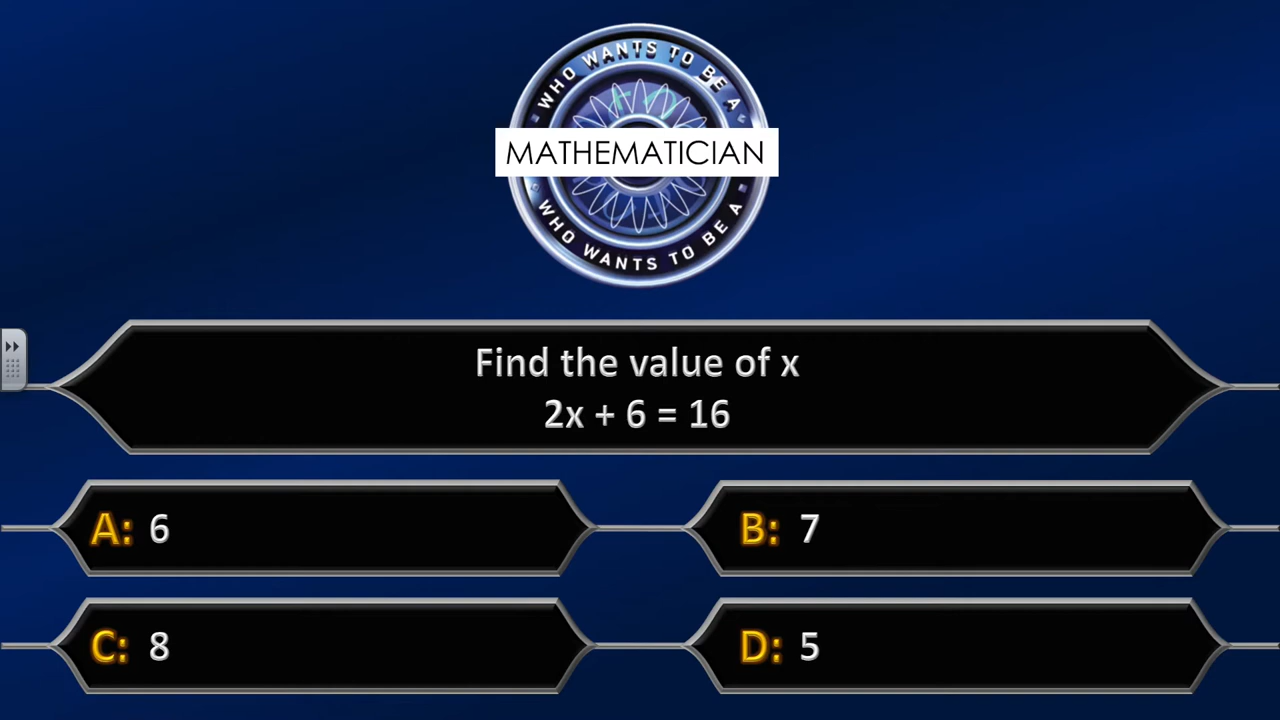 WHO WANTS TO BE A
MATHEMATICIAN
WHO WANTS TO BE A
Find the value of x
2x + 6 = 16
A: 6
B: 7
C: 8
D: 5